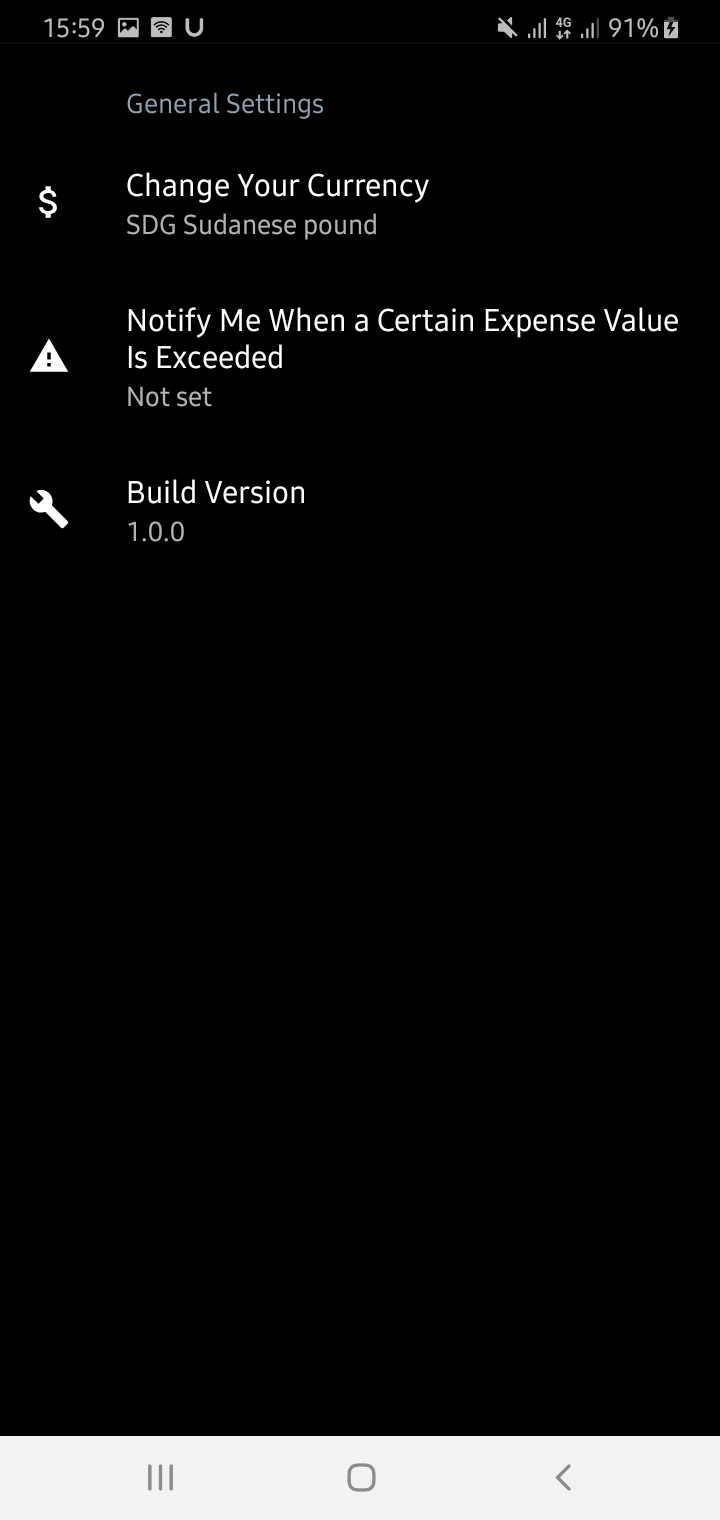 15:59 4G 91%
General Settings
Change Your Currency
SDG Sudanese pound
Notify Me When a Certain Expense Value
Is Exceeded
Not set
Build Version
1.0.0